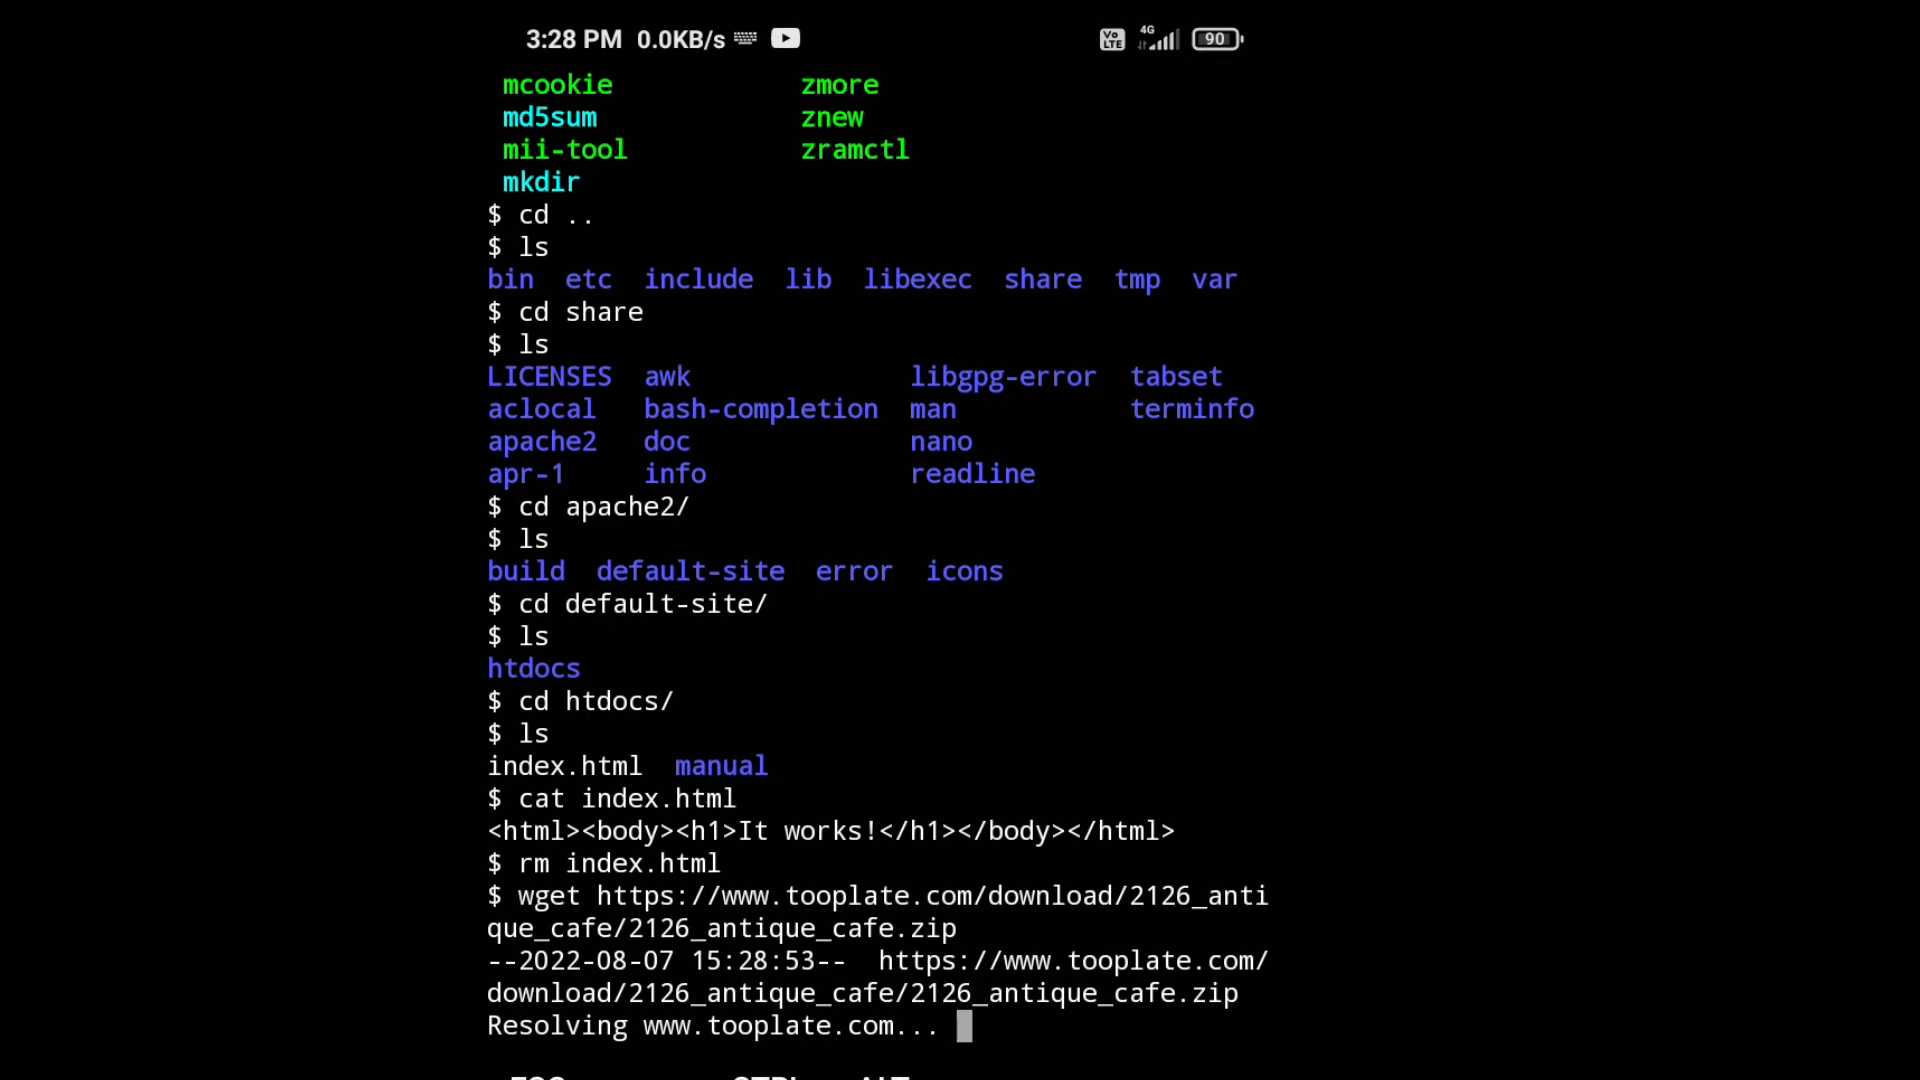 3:28 PM 0.0KB/s Vo LTE 4G 90
mcookie zmore
md5sum znew
mii-tool zramctl
mkdir
$ cd ..
$ ls
bin etc include lib libexec share tmp var
$ cd share
$ ls
LICENSES awk libgpg-error tabset
aclocal bash-completion man terminfo
apache2 doc nano
apr-1 info readline
$ cd apache2/
$ ls
build default-site error icons
$ cd default-site/
$ ls
htdocs
$ cd htdocs/
$ ls
index.html manual
$ cat index.html
<html><body><h1>It works!</h1></body></html>
$ rm index.html
$ wget https://www.tooplate.com/download/2126_anti
que_cafe/2126_antique_cafe.zip
--2022-08-07 15:28:53-- https://www.tooplate.com/
download/2126_antique_cafe/2126_antique_cafe.zip
Resolving www.tooplate.com...